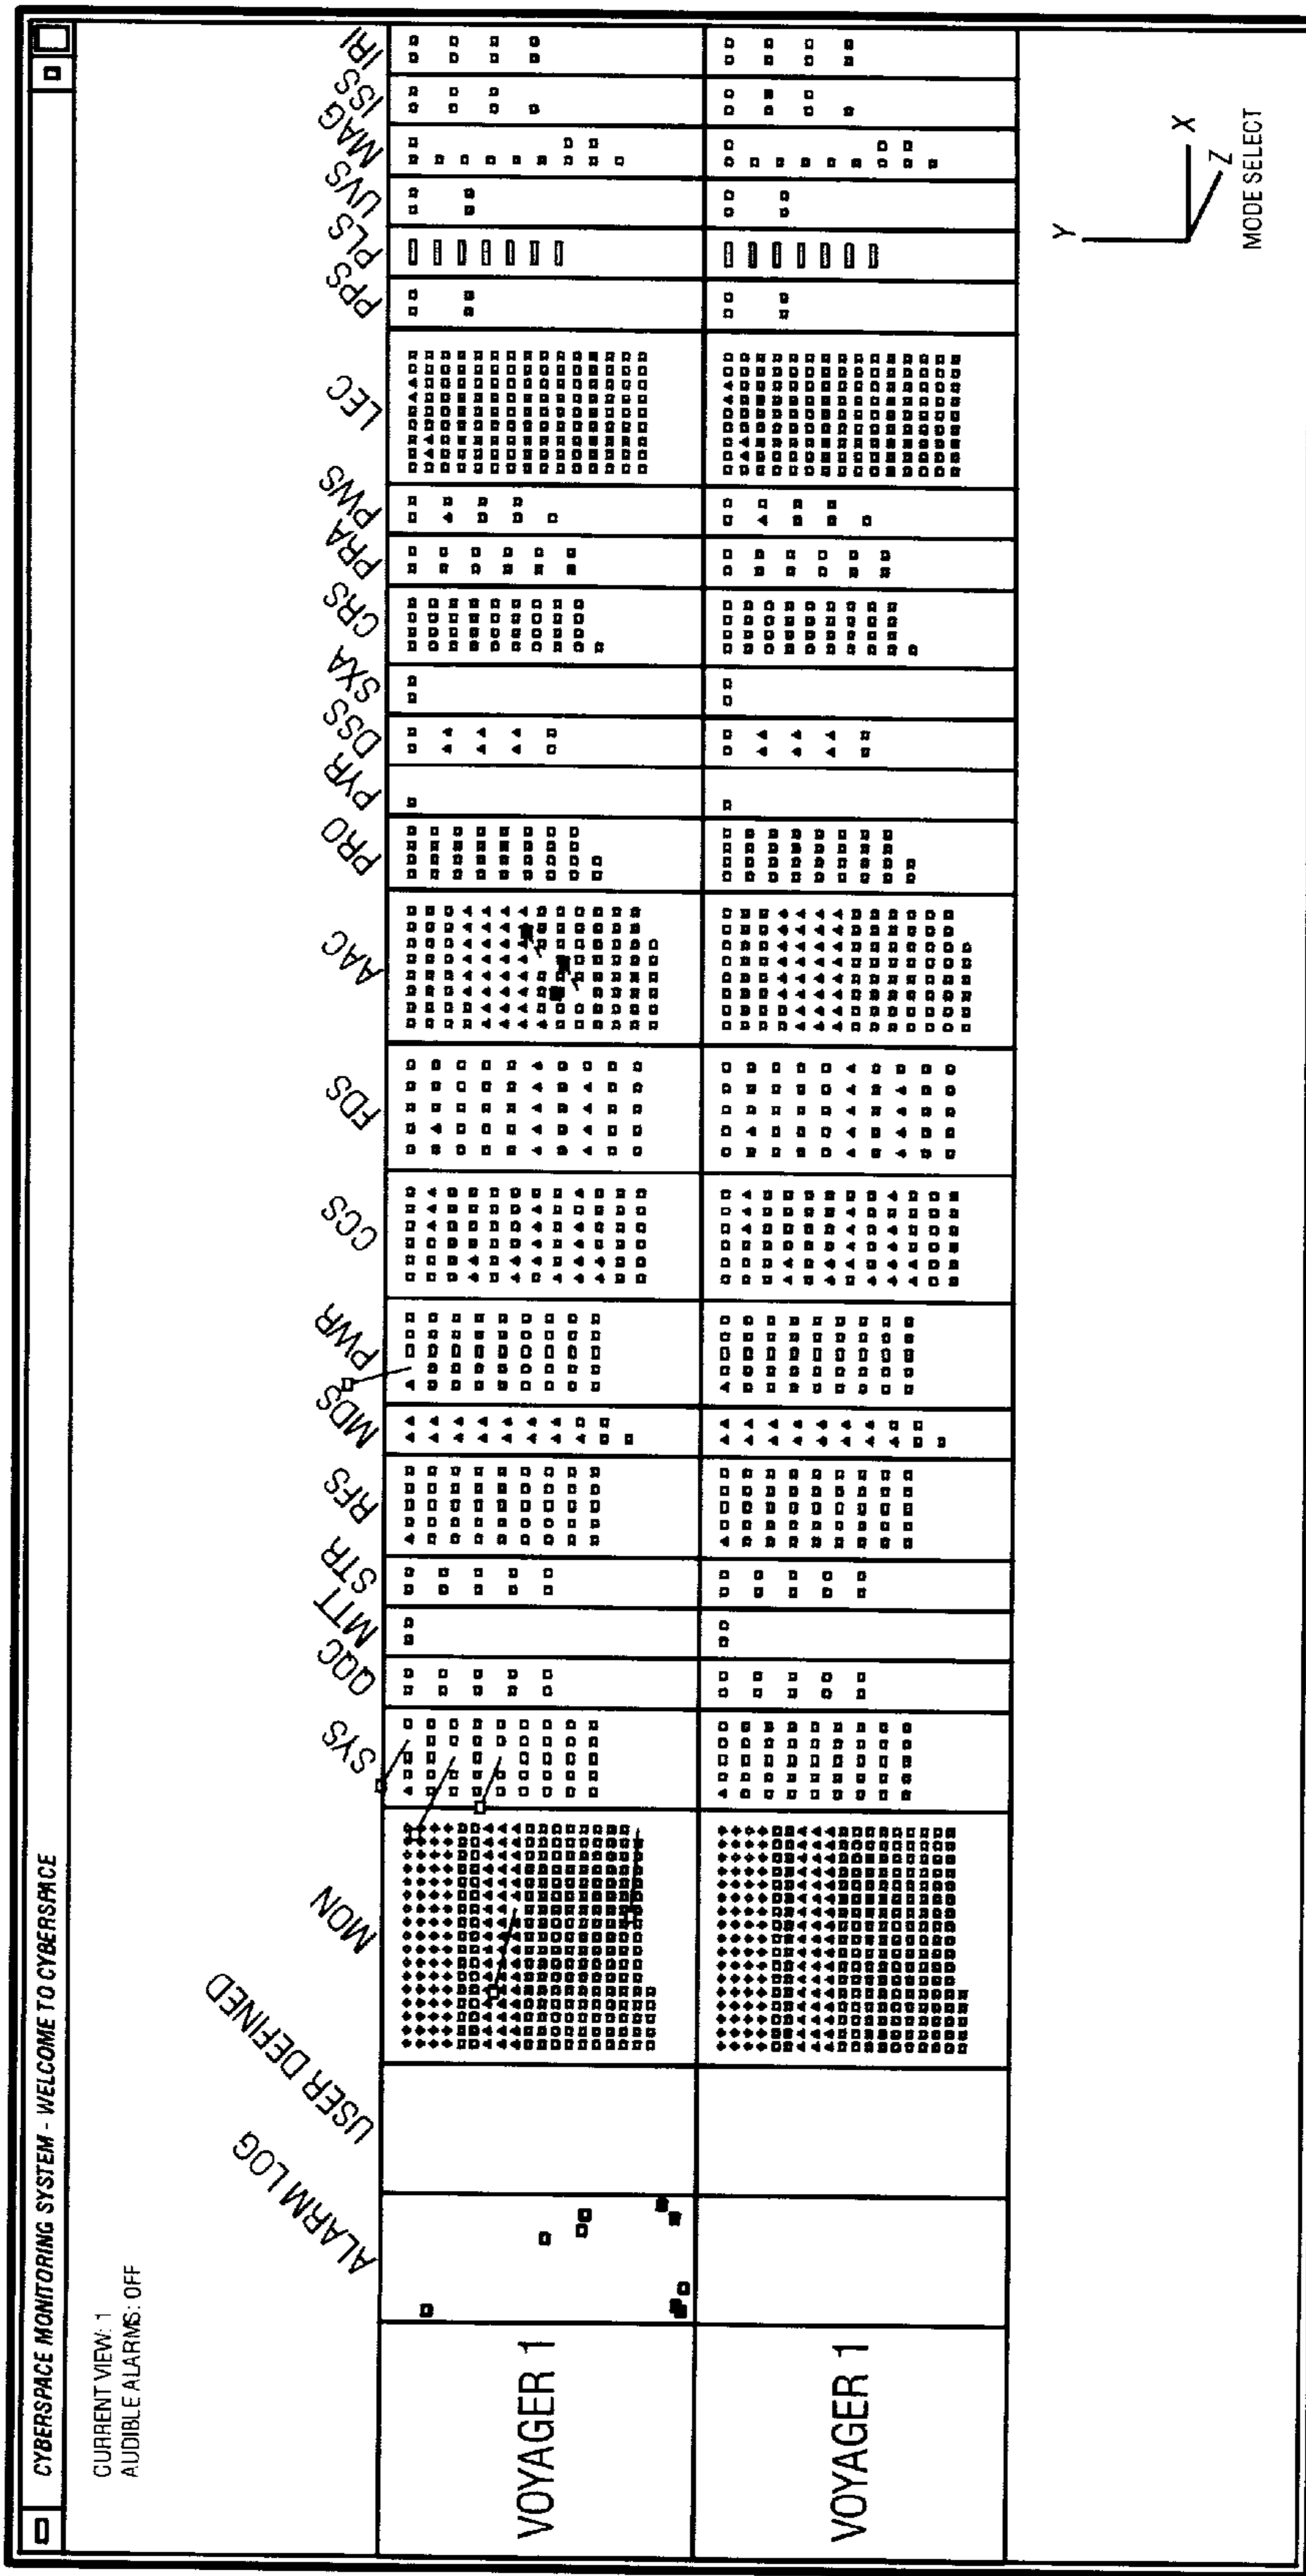 CYBERSPACE MONITORING SYSTEM - WELCOME TO CYBERSPACE
CURRENT VIEW: 1
AUDIBLE ALARMS: OFF
ALARM LOG
USER DEFINED
MON
SYS
QQC
MTT
STR
RFS
MDS
PWR
CCS
FDS
AAC
PRO
PYR
DSS
SXA
CRS
PRA
PWS
LEC
PPS
PLS
UVS
MAG
ISS
IRI
VOYAGER 1
VOYAGER 1
Y
X
Z
MODE SELECT